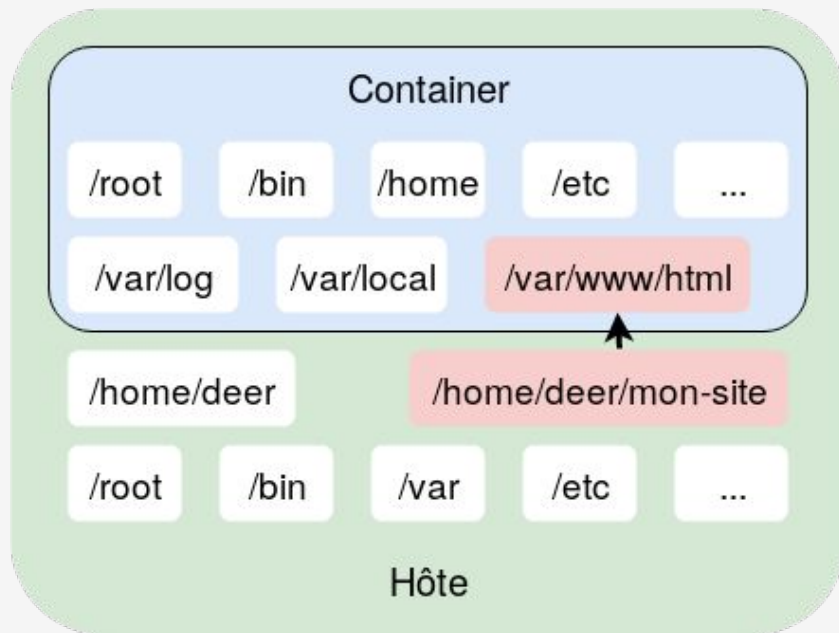 Container
/root /bin /home /etc ...
/var/log /var/local /var/www/html
/home/deer /home/deer/mon-site
/root /bin /var /etc ...
Hôte